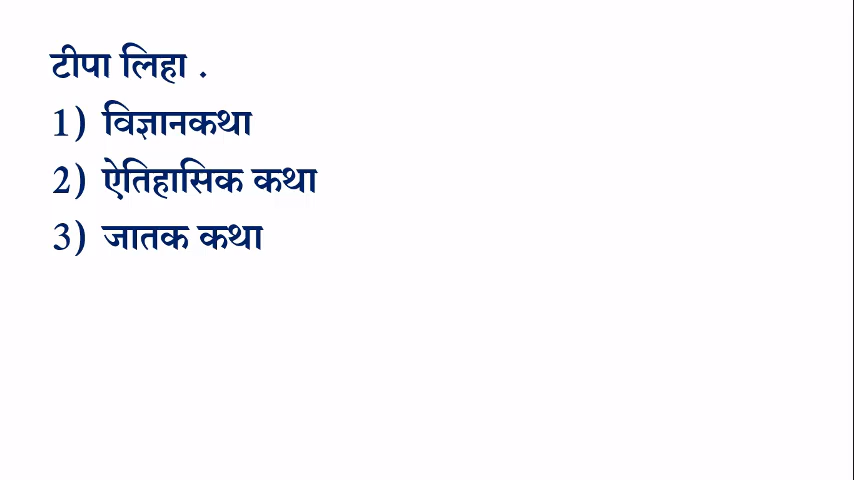 टीपा लिहा .
1) विज्ञानकथा
2) ऐतिहासिक कथा
3) जातक कथा